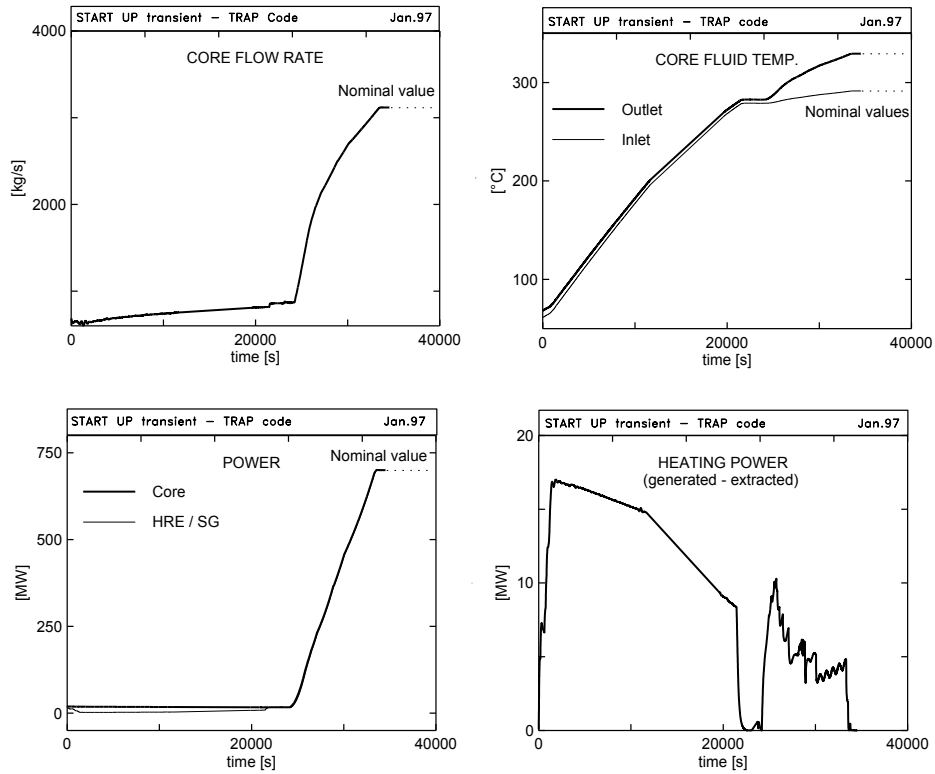 START UP transient – TRAP Code Jan.97
4000
CORE FLOW RATE
Nominal value
[kg/s]
2000
0 20000 40000
time [s]
START UP transient – TRAP Code Jan.97
CORE FLUID TEMP.
300
Outlet
Nominal values
Inlet
[°C]
200
100
0 20000 40000
time [s]
START UP transient – TRAP code Jan.97
750
POWER
Nominal value
Core
HRE / SG
500
[MW]
250
0
0 20000 40000
time [s]
START UP transient – TRAP code Jan.97
20
HEATING POWER
(generated - extracted)
[MW]
10
0
0 20000 40000
time [s]